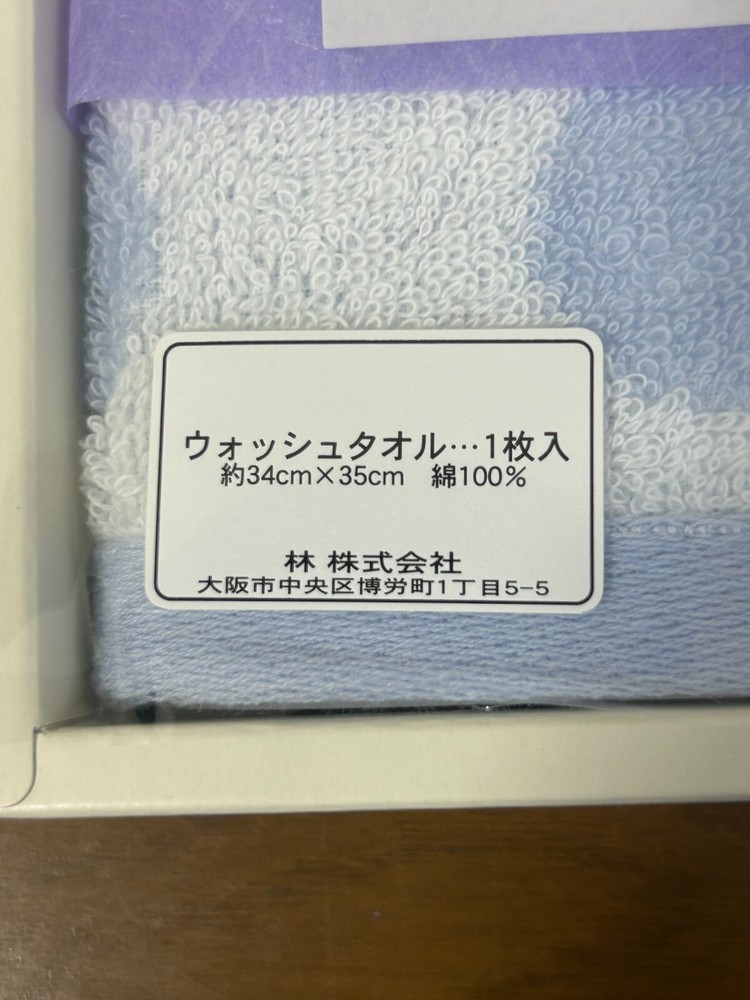 ウォッシュタオル…1枚入
約34cm×35cm　綿100％
林 株式会社
大阪市中央区博労町1丁目5−5